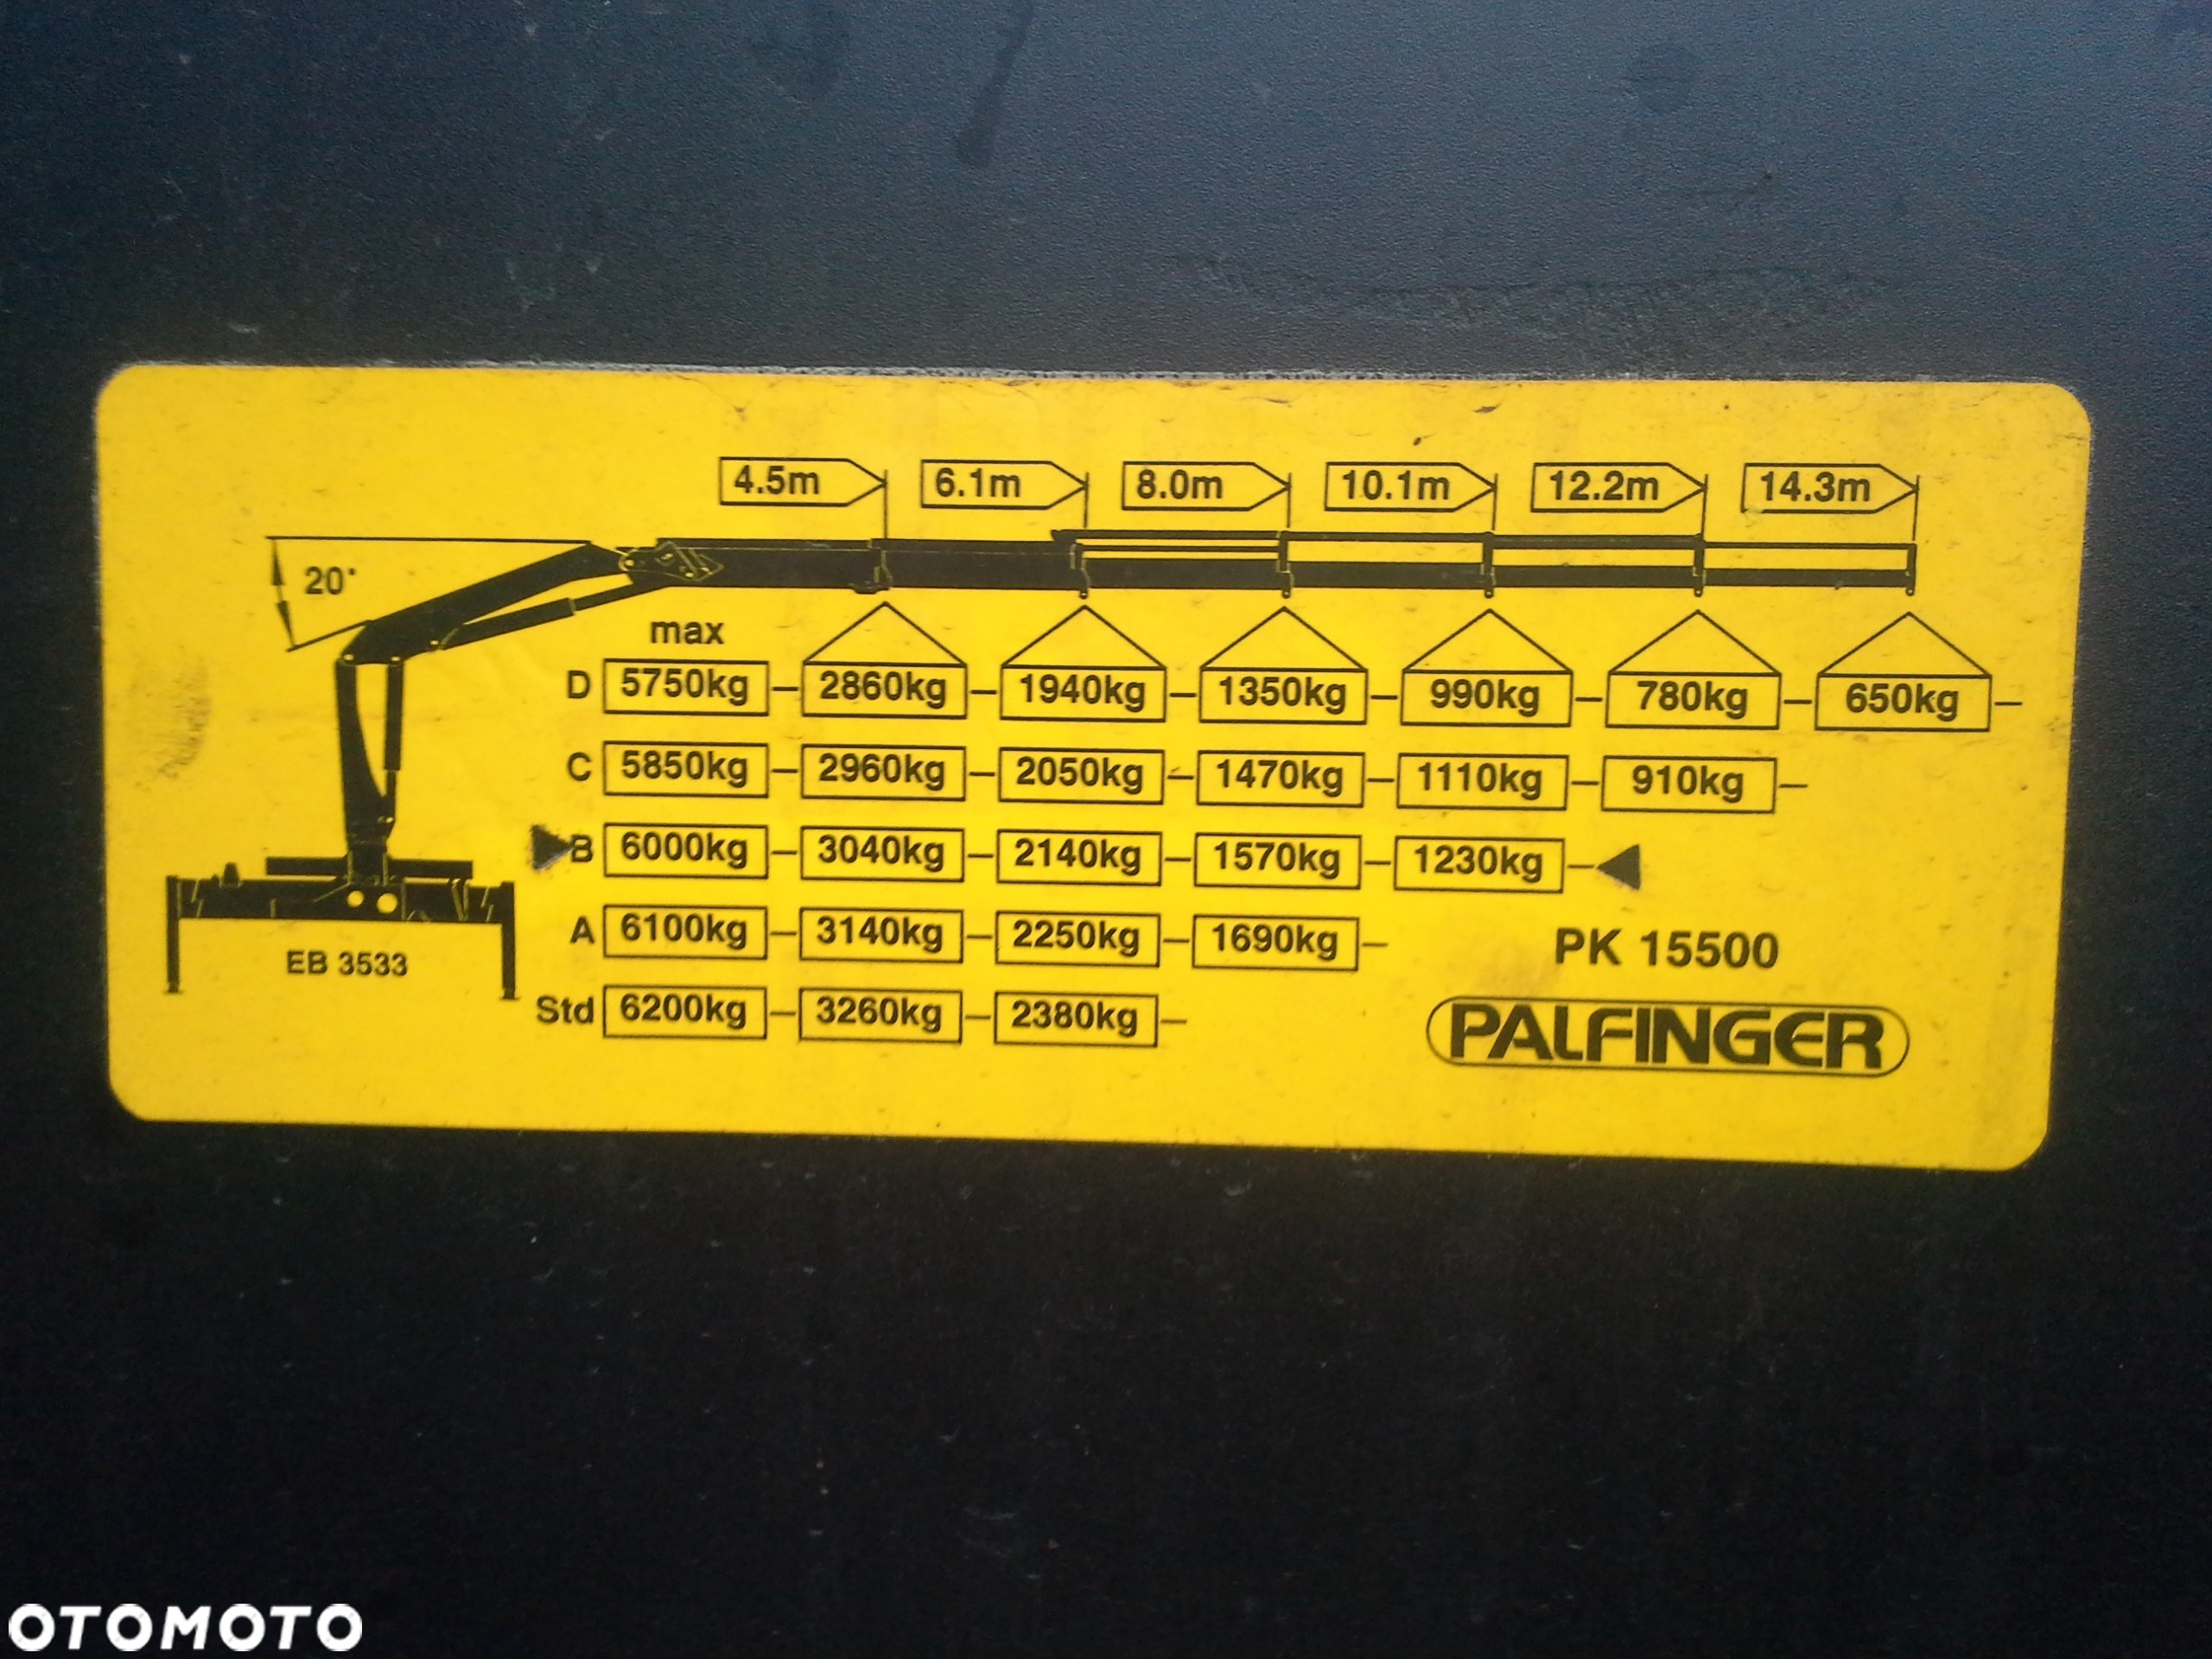 4.5m 6.1m 8.0m 10.1m 12.2m 14.3m
20°
max
D 5750kg 2860kg 1940kg 1350kg 990kg 780kg 650kg
C 5850kg 2960kg 2050kg 1470kg 1110kg 910kg
B 6000kg 3040kg 2140kg 1570kg 1230kg
A 6100kg 3140kg 2250kg 1690kg
PK 15500
EB 3533
Std 6200kg 3260kg 2380kg
PALFINGER
OTOMOTO